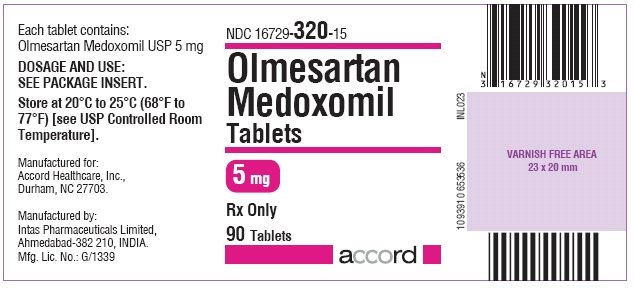 Each tablet contains:
Olmesartan Medoxomil USP 5 mg
DOSAGE AND USE:
SEE PACKAGE INSERT.
Store at 20°C to 25°C (68°F to
77°F) [see USP Controlled Room
Temperature].
Manufactured for:
Accord Healthcare, Inc.,
Durham, NC 27703.
Manufactured by:
Intas Pharmaceuticals Limited,
Ahmedabad-382 210, INDIA.
Mfg. Lic. No.: G/1339
NDC 16729-320-15
Olmesartan
Medoxomil
Tablets
5 mg
Rx Only
90 Tablets
accord
N
3 16729 32015 3
INL023
10 9391 0 653536
VARNISH FREE AREA
23 x 20 mm